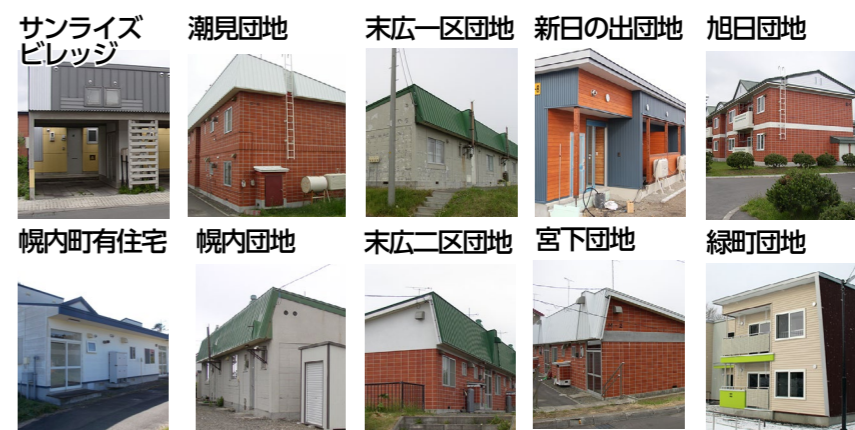 サンライズ
ビレッジ
潮見団地
末広一区団地
新日の出団地
旭日団地
幌内町有住宅
幌内団地
末広二区団地
宮下団地
緑町団地